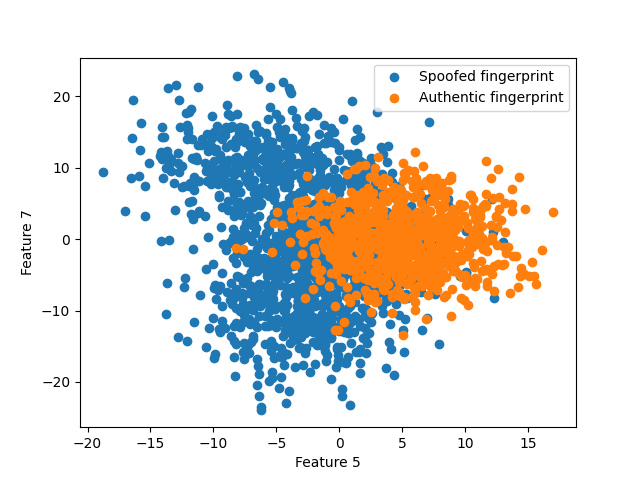 Spoofed fingerprint
Authentic fingerprint
20
10
0
−10
−20
Feature 7
−20 −15 −10 −5 0 5 10 15
Feature 5